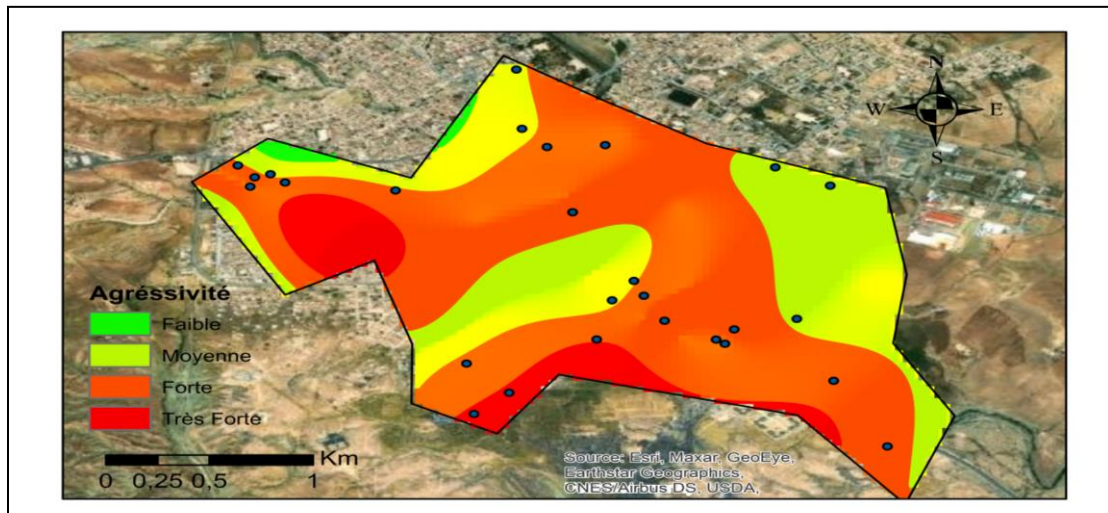 N
W E
S
Agréssivité
Faible
Moyenne
Forte
Très Forte
Km
0 0,25 0,5 1
Source: Esri, Maxar, GeoEye,
Earthstar Geographics,
CNES/Airbus DS, USDA,